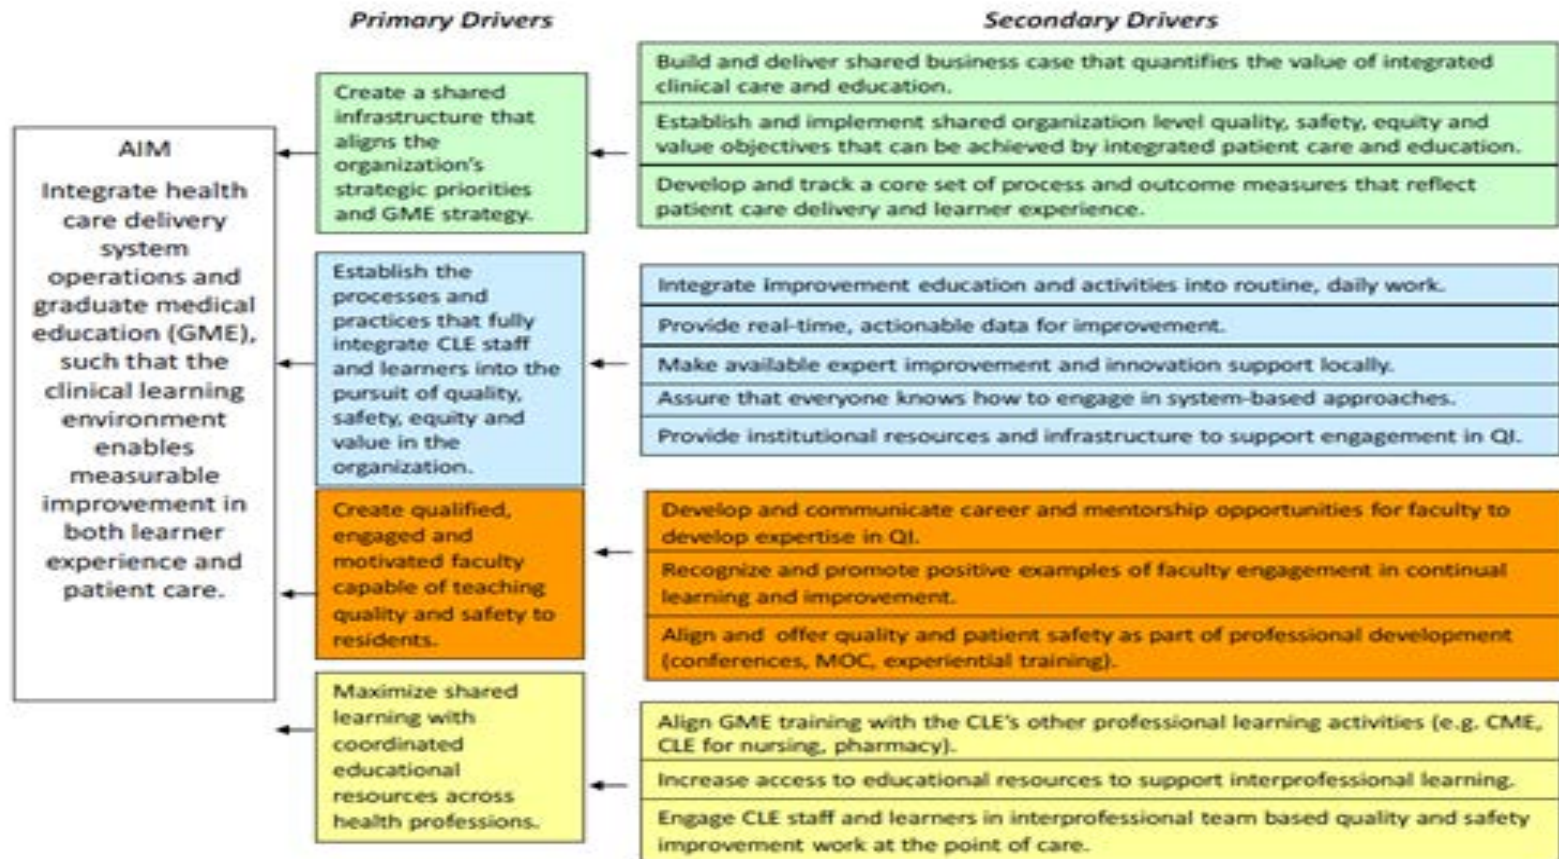 Primary Drivers
Secondary Drivers
AIM
Integrate health
care delivery
system
operations and
graduate medical
education (GME),
such that the
clinical learning
environment
enables
measurable
improvement in
both learner
experience and
patient care.
Create a shared
infrastructure that
aligns the
organization's
strategic priorities
and GME strategy.
Build and deliver shared business case that quantifies the value of integrated
clinical care and education.
Establish and implement shared organization level quality, safety, equity and
value objectives that can be achieved by integrated patient care and education.
Develop and track a core set of process and outcome measures that reflect
patient care delivery and learner experience.
Establish the
processes and
practices that fully
integrate CLE staff
and learners into the
pursuit of quality,
safety, equity and
value in the
organization.
Integrate Improvement education and activities into routine, daily work.
Provide real-time, actionable data for improvement.
Make available expert improvement and innovation support locally.
Assure that everyone knows how to engage in system-based approaches.
Provide institutional resources and infrastructure to support engagement in QI.
Create qualified,
engaged and
motivated faculty
capable of teaching
quality and safety to
residents.
Develop and communicate career and mentorship opportunities for faculty to
develop expertise in QI.
Recognize and promote positive examples of faculty engagement in continual
learning and improvement.
Align and offer quality and patient safety as part of professional development
(conferences, MOC, experiential training).
Maximize shared
learning with
coordinated
educational
resources across
health professions.
Align GME training with the CLE's other professional learning activities (e.g. CME,
CLE for nursing, pharmacy).
Increase access to educational resources to support interprofessional learning.
Engage CLE staff and learners in interprofessional team based quality and safety
improvement work at the point of care.